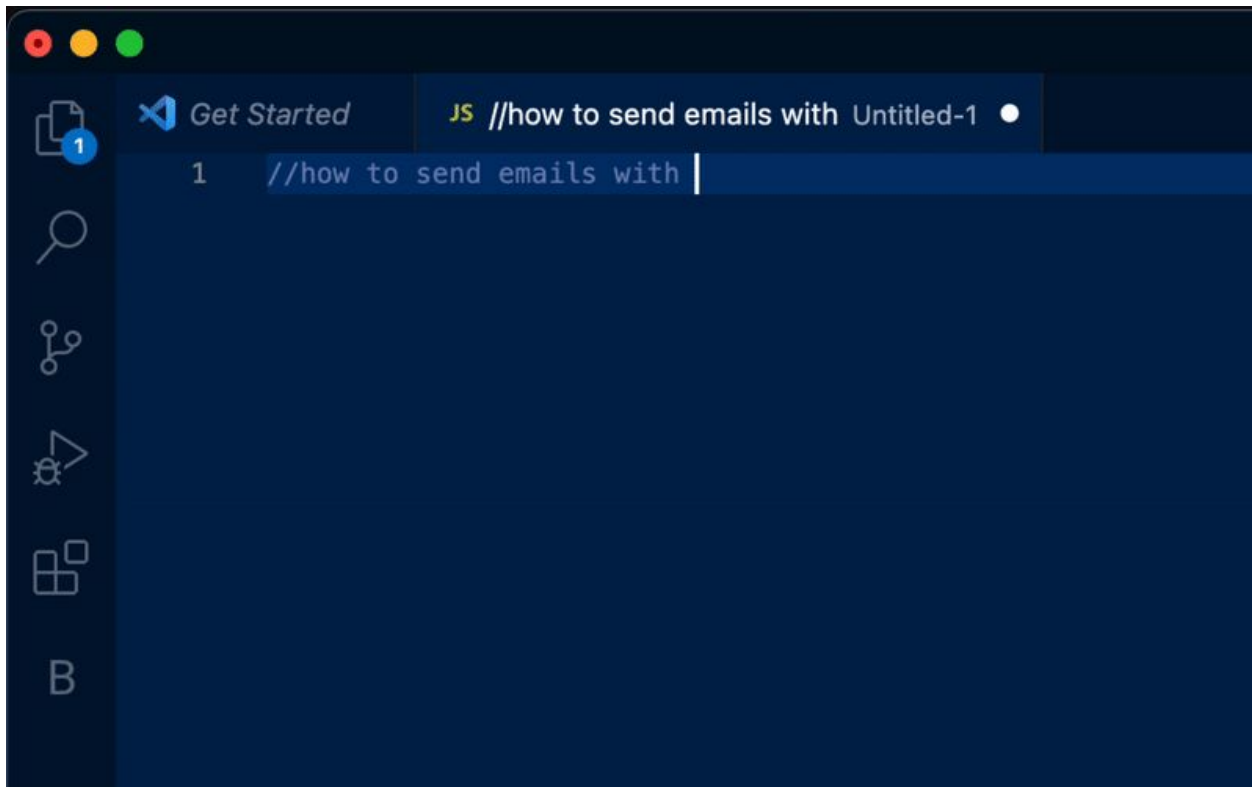 Get Started
JS //how to send emails with Untitled-1
1
1 //how to send emails with
B